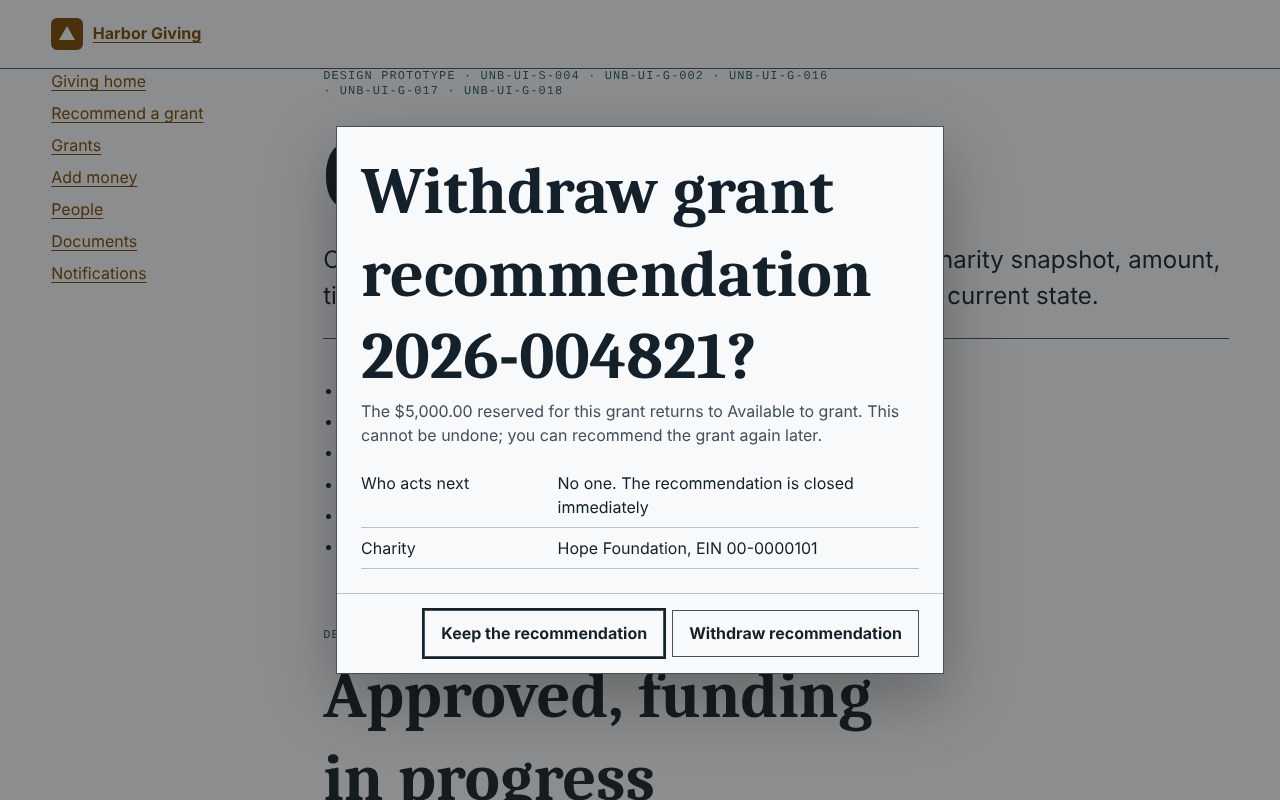 Harbor Giving
Giving home
Recommend a grant
Grants
Add money
People
Documents
Notifications
DESIGN PROTOTYPE · UNB-UI-S-004 · UNB-UI-G-002 · UNB-UI-G-016
· UNB-UI-G-017 · UNB-UI-G-018
harity snapshot, amount,
current state.
Withdraw grant
recommendation
2026-004821?
The $5,000.00 reserved for this grant returns to Available to grant. This
cannot be undone; you can recommend the grant again later.
Who acts next
No one. The recommendation is closed
immediately
Charity
Hope Foundation, EIN 00-0000101
Keep the recommendation
Withdraw recommendation
Approved, funding
in progress